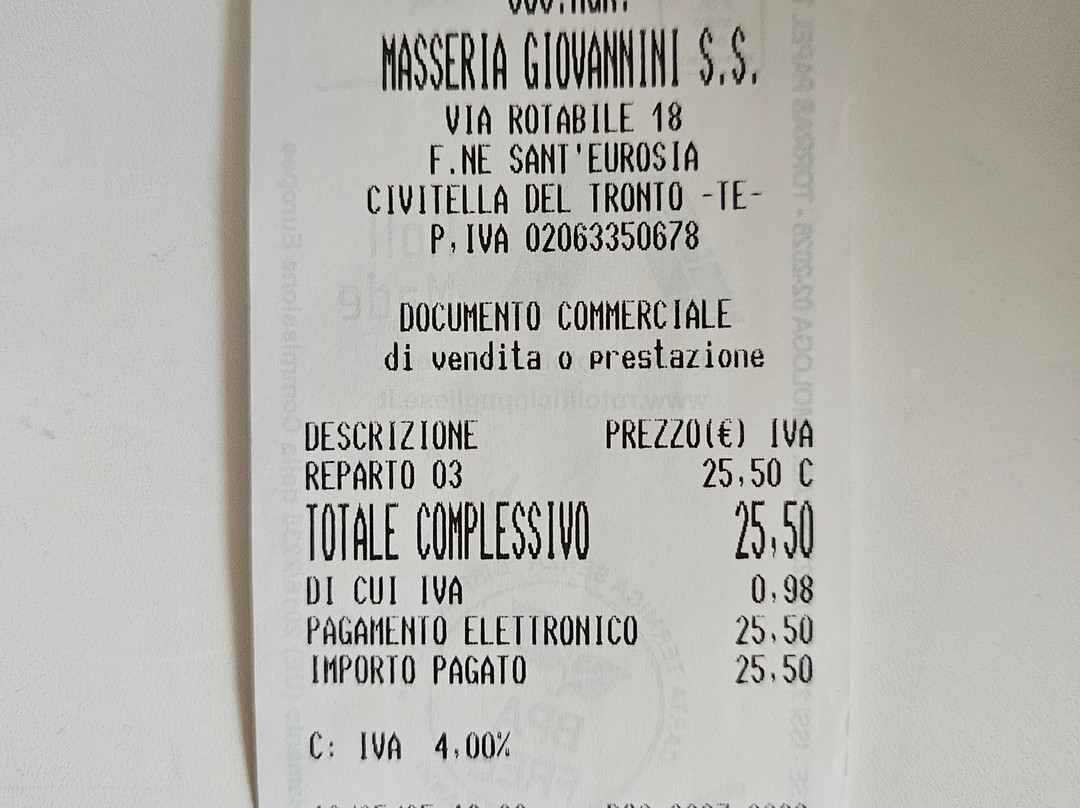 MASSERIA GIOVANNINI S.S.
VIA ROTABILE 18
F.NE SANT'EUROSIA
CIVITELLA DEL TRONTO -TE-
P.IVA 02063350678
DOCUMENTO COMMERCIALE
di vendita o prestazione
DESCRIZIONE PREZZO(€) IVA
REPARTO 03 25,50 C
TOTALE COMPLESSIVO 25,50
DI CUI IVA 0,98
PAGAMENTO ELETTRONICO 25,50
IMPORTO PAGATO 25,50
C: IVA 4,00%